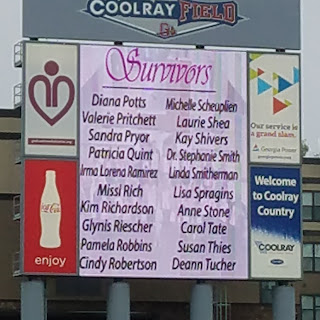 COOLRAY FIELD
Survivors
Diana Potts
Valerie Pritchett
Sandra Pryor
Patricia Quint
Irma Lorena Ramirez
Missi Rich
Kim Richardson
Glynis Riescher
Pamela Robbins
Cindy Robertson
Michelle Scheuplien
Laurie Shea
Kay Shivers
Dr. Stephanie Smith
Linda Smitherman
Lisa Spragins
Anne Stone
Carol Tate
Susan Thies
Deann Tucher
Coca-Cola
enjoy
Our service is
a grand slam.
Georgia Power
Welcome
to Coolray
Country
COOLRAY